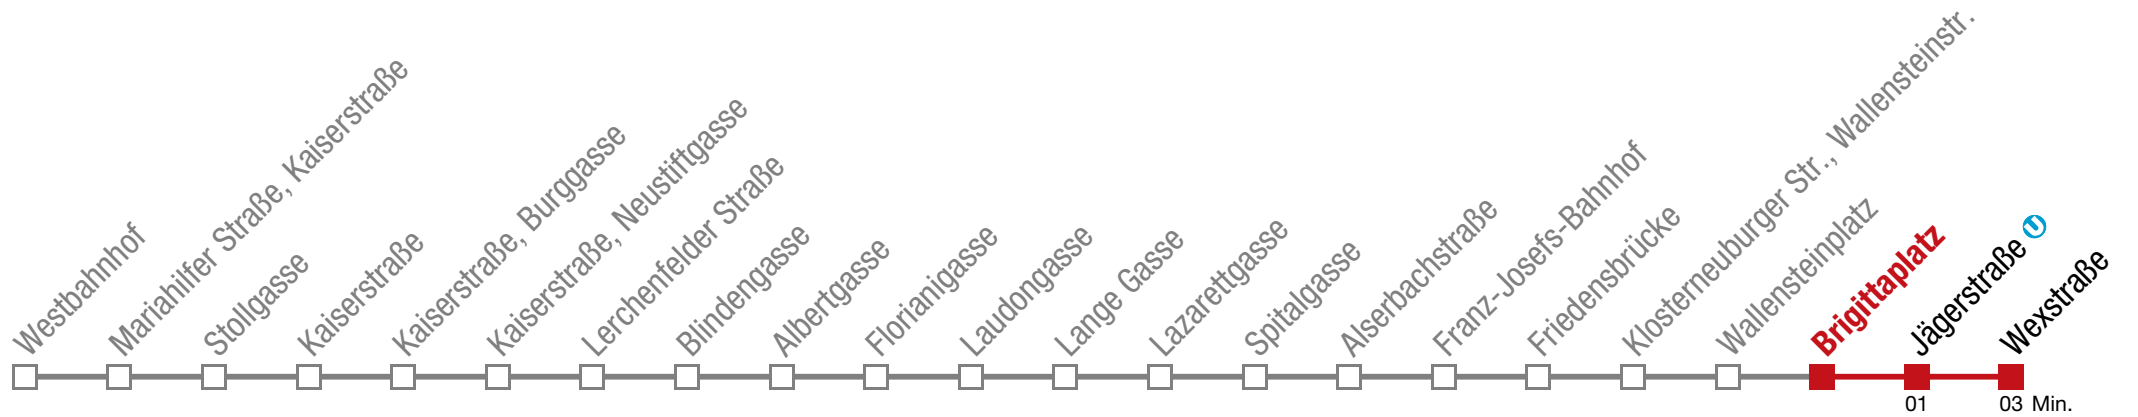 Westbahnhof
Mariahilfer Straße, Kaiserstraße
Stollgasse
Kaiserstraße
Kaiserstraße, Burggasse
Kaiserstraße, Neustiftgasse
Lerchenfelder Straße
Blindengasse
Albertgasse
Florianigasse
Laudongasse
Lange Gasse
Lazarettgasse
Spitalgasse
Alserbachstraße
Franz-Josefs-Bahnhof
Friedensbrücke
Klosterneuburger Str., Wallensteinstr.
Wallensteinplatz
Brigittaplatz
Jägerstraße U
Wexstraße
01 03 Min.